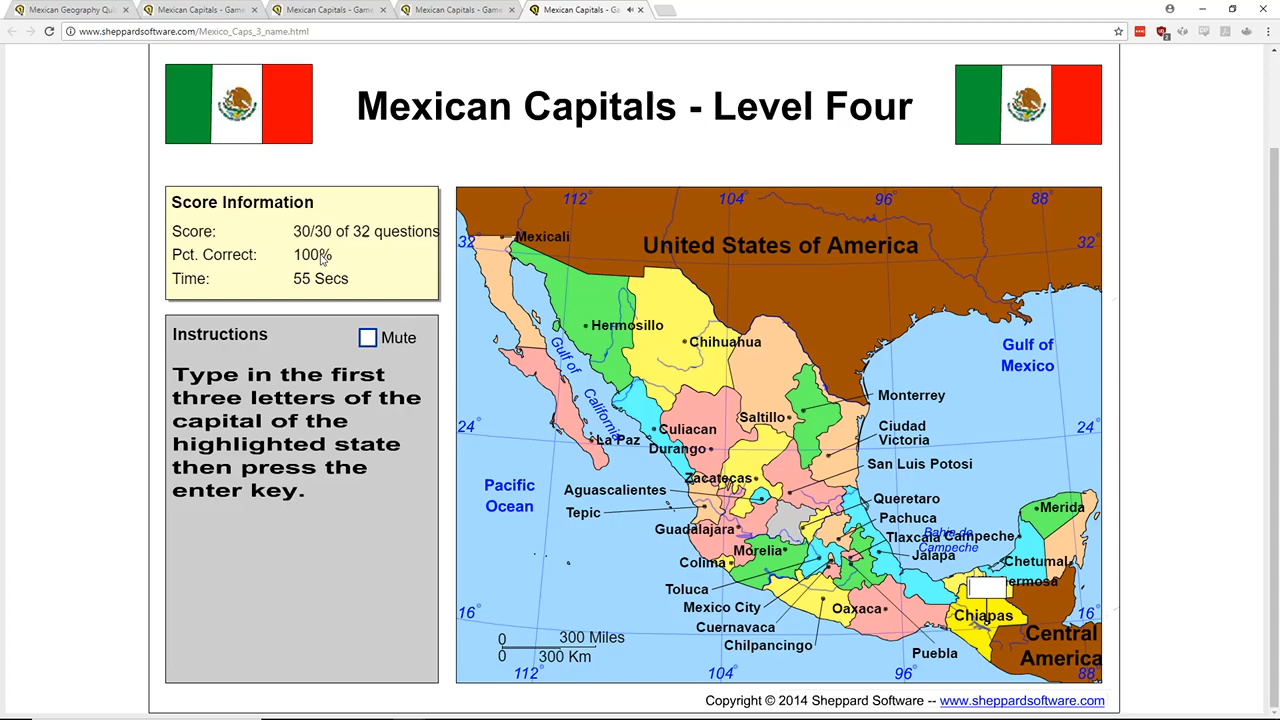 Mexican Geography Qui
Mexican Capitals - Game
Mexican Capitals - Game
Mexican Capitals - Game
Mexican Capitals - Ga
www.sheppardsoftware.com/Mexico_Caps_3_name.html
Mexican Capitals - Level Four
Score Information
Score: 30/30 of 32 questions
Pct. Correct: 100%
Time: 55 Secs
Instructions
Mute
Type in the first
three letters of the
capital of the
highlighted state
then press the
enter key.
112° 104° 96° 88°
32° Mexicali
United States of America
32°
Hermosillo
Chihuahua
Gulf of
Mexico
Gulf of California
Monterrey
Saltillo
24° La Paz Culiacan
Ciudad
Victoria
24°
Durango
San Luis Potosi
Zacatecas
Pacific
Ocean
Aguascalientes
Queretaro
Tepic
Merida
Pachuca
Guadalajara
Tlaxcala
Bahia de
Campeche
Campeche
Morelia
Jalapa
Colima
Chetumal
ermosa
Toluca
Mexico City
Oaxaca
Chiapas
16°
16°
Cuernavaca
Chilpancingo
Puebla
Central
America
0 300 Miles
0 300 Km
112° 104° 96° 88°
Copyright © 2014 Sheppard Software -- www.sheppardsoftware.com